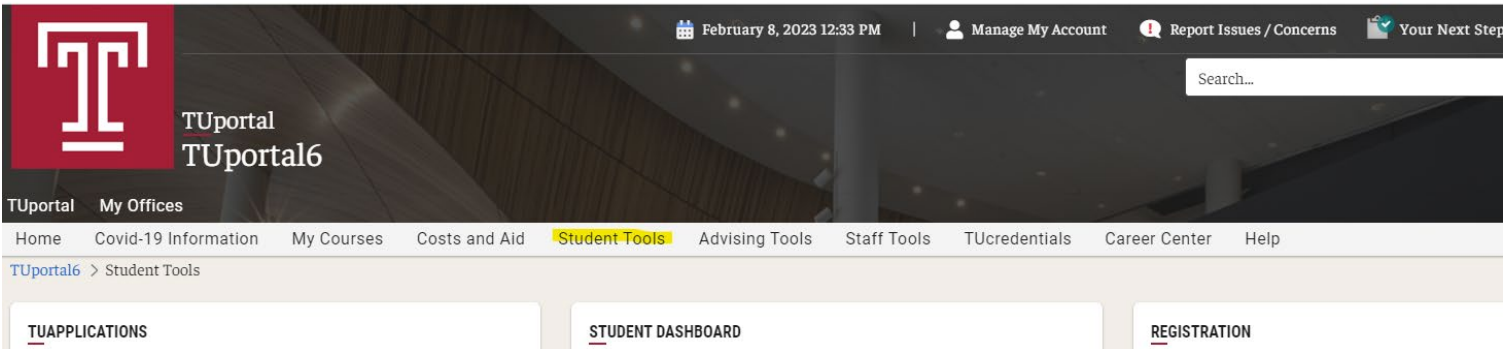 February 8, 2023 12:33 PM | Manage My Account Report Issues / Concerns Your Next Step
Search...
TUportal
TUportal6
TUportal My Offices
Home Covid-19 Information My Courses Costs and Aid Student Tools Advising Tools Staff Tools TUcredentials Career Center Help
TUportal6 > Student Tools
TUAPPLICATIONS STUDENT DASHBOARD REGISTRATION